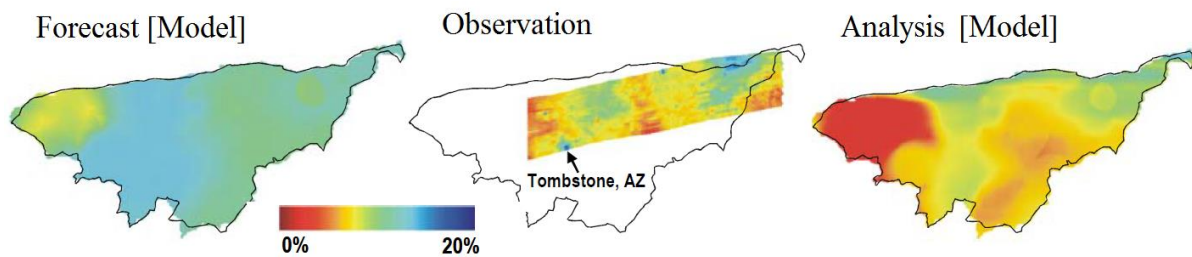 Forecast [Model]
Observation
Analysis [Model]
Tombstone, AZ
0%
20%